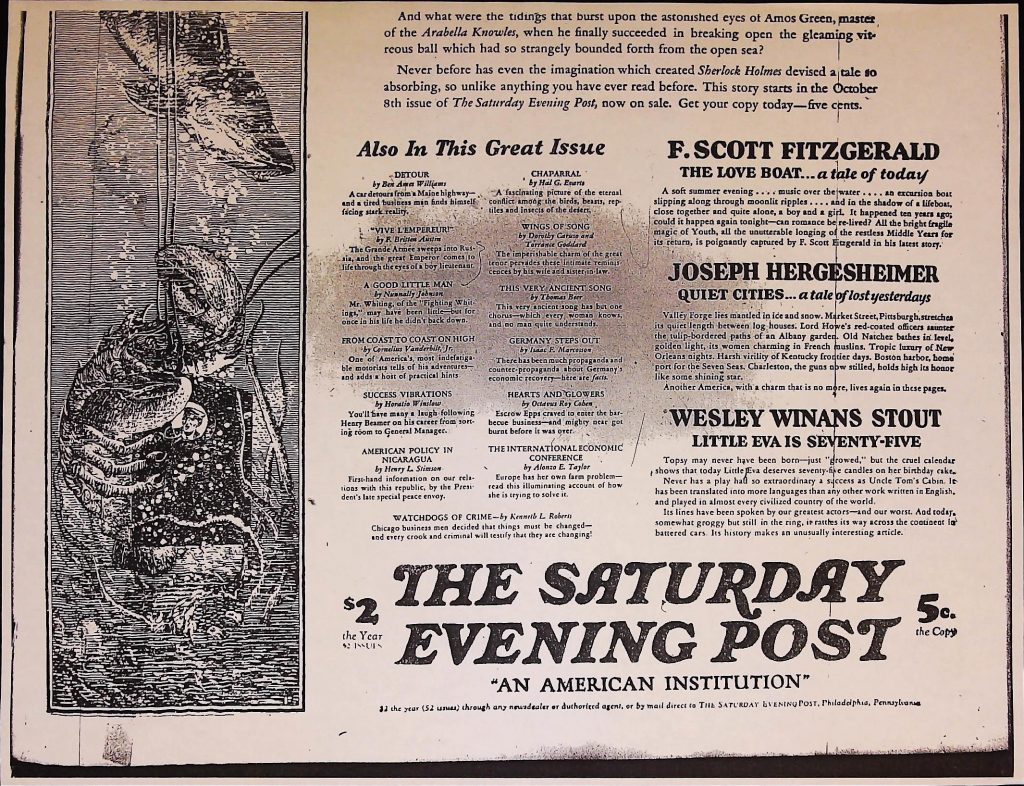 And what were the tidings that burst upon the astonished eyes of Amos Green, master
of the Arabella Knowles, when he finally succeeded in breaking open the gleaming vit-
reous ball which had so strangely bounded forth from the open sea?
Never before has even the imagination which created Sherlock Holmes devised a tale so
absorbing, so unlike anything you have ever read before. This story starts in the October
8th issue of The Saturday Evening Post, now on sale. Get your copy today—five cents.
Also In This Great Issue
DETOUR
by Ben Ames Williams
A car detours from a Maine highway—
and a tired business man finds himself
facing stark reality.
"VIVE L'EMPEREUR!"
by F. Britten Austin
The Grande Armée sweeps into Rus-
sia, and the great Emperor comes to
life through the eyes of a boy lieutenant.
A GOOD LITTLE MAN
by Nunnally Johnson
Mr. Whiting, of the "Fighting Whit-
ings," may have been little—but for
once in his life he didn't back down.
FROM COAST TO COAST ON HIGH
by Cornelius Vanderbilt, Jr.
One of America's, most indefatiga-
ble motorists tells of his adventures—
and adds a host of practical hints
SUCCESS VIBRATIONS
by Horatio Winslow
You'll have many a laugh following
Henry Beamer on his career from sort-
ing room to General Manager.
AMERICAN POLICY IN
NICARAGUA
by Henry L. Stimson
First-hand information on our rela-
tions with this republic, by the Presi-
dent's late special peace envoy.
CHAPARRAL
by Hal G. Evarts
A fascinating picture of the eternal
conflict among the birds, beasts, rep-
tiles and insects of the desert.
WINGS OF SONG
by Dorothy Caruso and
Torrance Goddard
The imperishable charm of the great
tenor pervades these intimate reminis-
cences by his wife and sister-in-law.
THIS VERY ANCIENT SONG
by Thomas Beer
This very ancient song has but one
chorus—which every woman knows,
and no man quite understands.
GERMANY STEPS OUT
by Isaac F. Marcosson
There has been much propaganda and
counter-propaganda about Germany's
economic recovery—here are facts.
HEARTS AND GLOWERS
by Octavus Roy Cohen
Escrow Epps craved to enter the bar-
becue business—and mighty near got
burnt before it was over.
THE INTERNATIONAL ECONOMIC
CONFERENCE
by Alonzo E. Taylor
Europe has her own farm problem—
read this illuminating account of how
she is trying to solve it.
WATCHDOGS OF CRIME—by Kenneth L. Roberts
Chicago business men decided that things must be changed—
and every crook and criminal will testify that they are changing!
F. SCOTT FITZGERALD
THE LOVE BOAT...a tale of today
A soft summer evening .... music over the water .... an excursion boat
slipping along through moonlit ripples .... and in the shadow of a lifeboat,
close together and quite alone, a boy and a girl. It happened ten years ago;
could it happen again tonight—can romance be re-lived? All the bright fragile
magic of Youth, all the unutterable longing of the restless Middle Years for
its return, is poignantly captured by F. Scott Fitzgerald in his latest story.
JOSEPH HERGESHEIMER
QUIET CITIES...a tale of lost yesterdays
Valley Forge lies mantled in ice and snow. Market Street, Pittsburgh, stretches
its quiet length between log houses. Lord Howe's red-coated officers saunter
the tulip-bordered paths of an Albany garden. Old Natchez bathes in level,
golden light, its women charming in French muslins. Tropic luxury of New
Orleans nights. Harsh virility of Kentucky frontier days. Boston harbor, home
port for the Seven Seas. Charleston, the guns now stilled, holds high its honor
like some shining star.
Another America, with a charm that is no more, lives again in these pages.
WESLEY WINANS STOUT
LITTLE EVA IS SEVENTY-FIVE
Topsy may never have been born—just "growed," but the cruel calendar
shows that today Little Eva deserves seventy-five candles on her birthday cake.
Never has a play had so extraordinary a success as Uncle Tom's Cabin. It
has been translated into more languages than any other work written in English,
and played in almost every civilized country of the world.
Its lines have been spoken by our greatest actors—and our worst. And today,
somewhat groggy but still in the ring, it rattles its way across the continent in
battered cars. Its history makes an unusually interesting article.
$2
the Year
52 ISSUES
THE SATURDAY
EVENING POST
5c.
the Copy
"AN AMERICAN INSTITUTION"
$2 the year (52 issues) through any newsdealer or authorized agent, or by mail direct to THE SATURDAY EVENING POST, Philadelphia, Pennsylvania